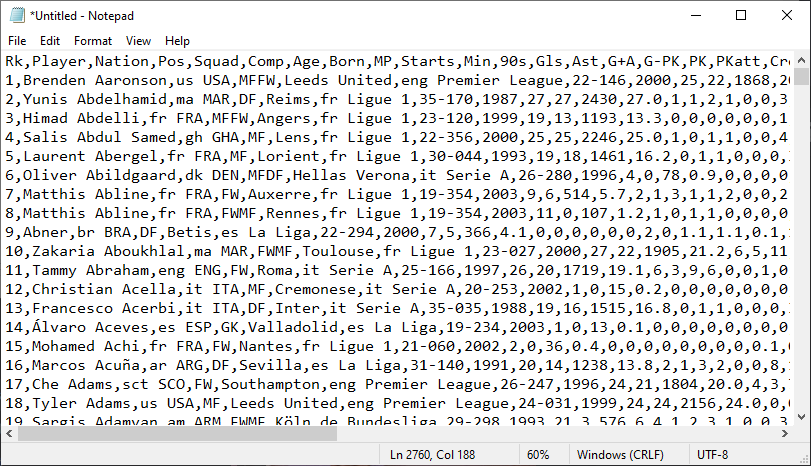 *Untitled - Notepad
File Edit Format View Help
Rk,Player,Nation,Pos,Squad,Comp,Age,Born,MP,Starts,Min,90s,Gls,Ast,G+A,G-PK,PK,PKatt,Cr
1,Brenden Aaronson,us USA,MFFW,Leeds United,eng Premier League,22-146,2000,25,22,1868,20
2,Yunis Abdelhamid,ma MAR,DF,Reims,fr Ligue 1,35-170,1987,27,27,2430,27.0,1,1,2,1,0,0,3
3,Himad Abdelli,fr FRA,MFFW,Angers,fr Ligue 1,23-120,1999,19,13,1193,13.3,0,0,0,0,0,0,1
4,Salis Abdul Samed,gh GHA,MF,Lens,fr Ligue 1,22-356,2000,25,25,2246,25.0,1,0,1,1,0,0,4
5,Laurent Abergel,fr FRA,MF,Lorient,fr Ligue 1,30-044,1993,19,18,1461,16.2,0,1,1,0,0,0,
6,Oliver Abildgaard,dk DEN,MFDF,Hellas Verona,it Serie A,26-280,1996,4,0,78,0.9,0,0,0,0
7,Matthis Abline,fr FRA,FW,Auxerre,fr Ligue 1,19-354,2003,9,6,514,5.7,2,1,3,1,1,2,0,0,2
8,Matthis Abline,fr FRA,FWMF,Rennes,fr Ligue 1,19-354,2003,11,0,107,1.2,1,0,1,1,0,0,0,0
9,Abner,br BRA,DF,Betis,es La Liga,22-294,2000,7,5,366,4.1,0,0,0,0,0,0,2,0,1.1,1.1,0.1,
10,Zakaria Aboukhlal,ma MAR,FWMF,Toulouse,fr Ligue 1,23-027,2000,27,22,1905,21.2,6,5,11
11,Tammy Abraham,eng ENG,FW,Roma,it Serie A,25-166,1997,26,20,1719,19.1,6,3,9,6,0,0,1,0
12,Christian Acella,it ITA,MF,Cremonese,it Serie A,20-253,2002,1,0,15,0.2,0,0,0,0,0,0,0
13,Francesco Acerbi,it ITA,DF,Inter,it Serie A,35-035,1988,19,16,1515,16.8,0,1,1,0,0,0,
14,Álvaro Aceves,es ESP,GK,Valladolid,es La Liga,19-234,2003,1,0,13,0.1,0,0,0,0,0,0,0,0
15,Mohamed Achi,fr FRA,FW,Nantes,fr Ligue 1,21-060,2002,2,0,36,0.4,0,0,0,0,0,0,0,0,0.1,0
16,Marcos Acuña,ar ARG,DF,Sevilla,es La Liga,31-140,1991,20,14,1238,13.8,2,1,3,2,0,0,8,
17,Che Adams,sct SCO,FW,Southampton,eng Premier League,26-247,1996,24,21,1804,20.0,4,3,
18,Tyler Adams,us USA,MF,Leeds United,eng Premier League,24-031,1999,24,24,2156,24.0,0,0
19,Sargis Adamyan,am ARM,FWMF,Köln,de Bundesliga,29-298,1993,21,3,576,6.4,1,2,3,1,0,0,3
Ln 2760, Col 188 60% Windows (CRLF) UTF-8